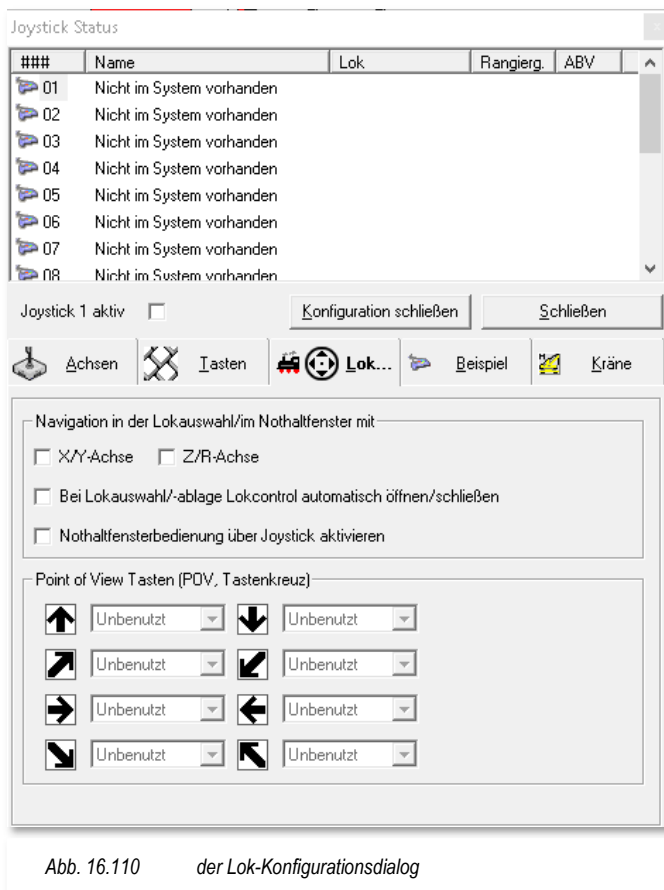 Joystick Status
### Name Lok Rangierg. ABV
01 Nicht im System vorhanden
02 Nicht im System vorhanden
03 Nicht im System vorhanden
04 Nicht im System vorhanden
05 Nicht im System vorhanden
06 Nicht im System vorhanden
07 Nicht im System vorhanden
08 Nicht im System vorhanden
Joystick 1 aktiv Konfiguration schließen Schließen
Achsen Tasten Lok... Beispiel Kräne
Navigation in der Lokauswahl/im Nothaltfenster mit
X/Y-Achse Z/R-Achse
Bei Lokauswahl/-ablage Lokcontrol automatisch öffnen/schließen
Nothaltfensterbedienung über Joystick aktivieren
Point of View Tasten (POV, Tastenkreuz)
Unbenutzt Unbenutzt
Unbenutzt Unbenutzt
Unbenutzt Unbenutzt
Unbenutzt Unbenutzt
Abb. 16.110 der Lok-Konfigurationsdialog